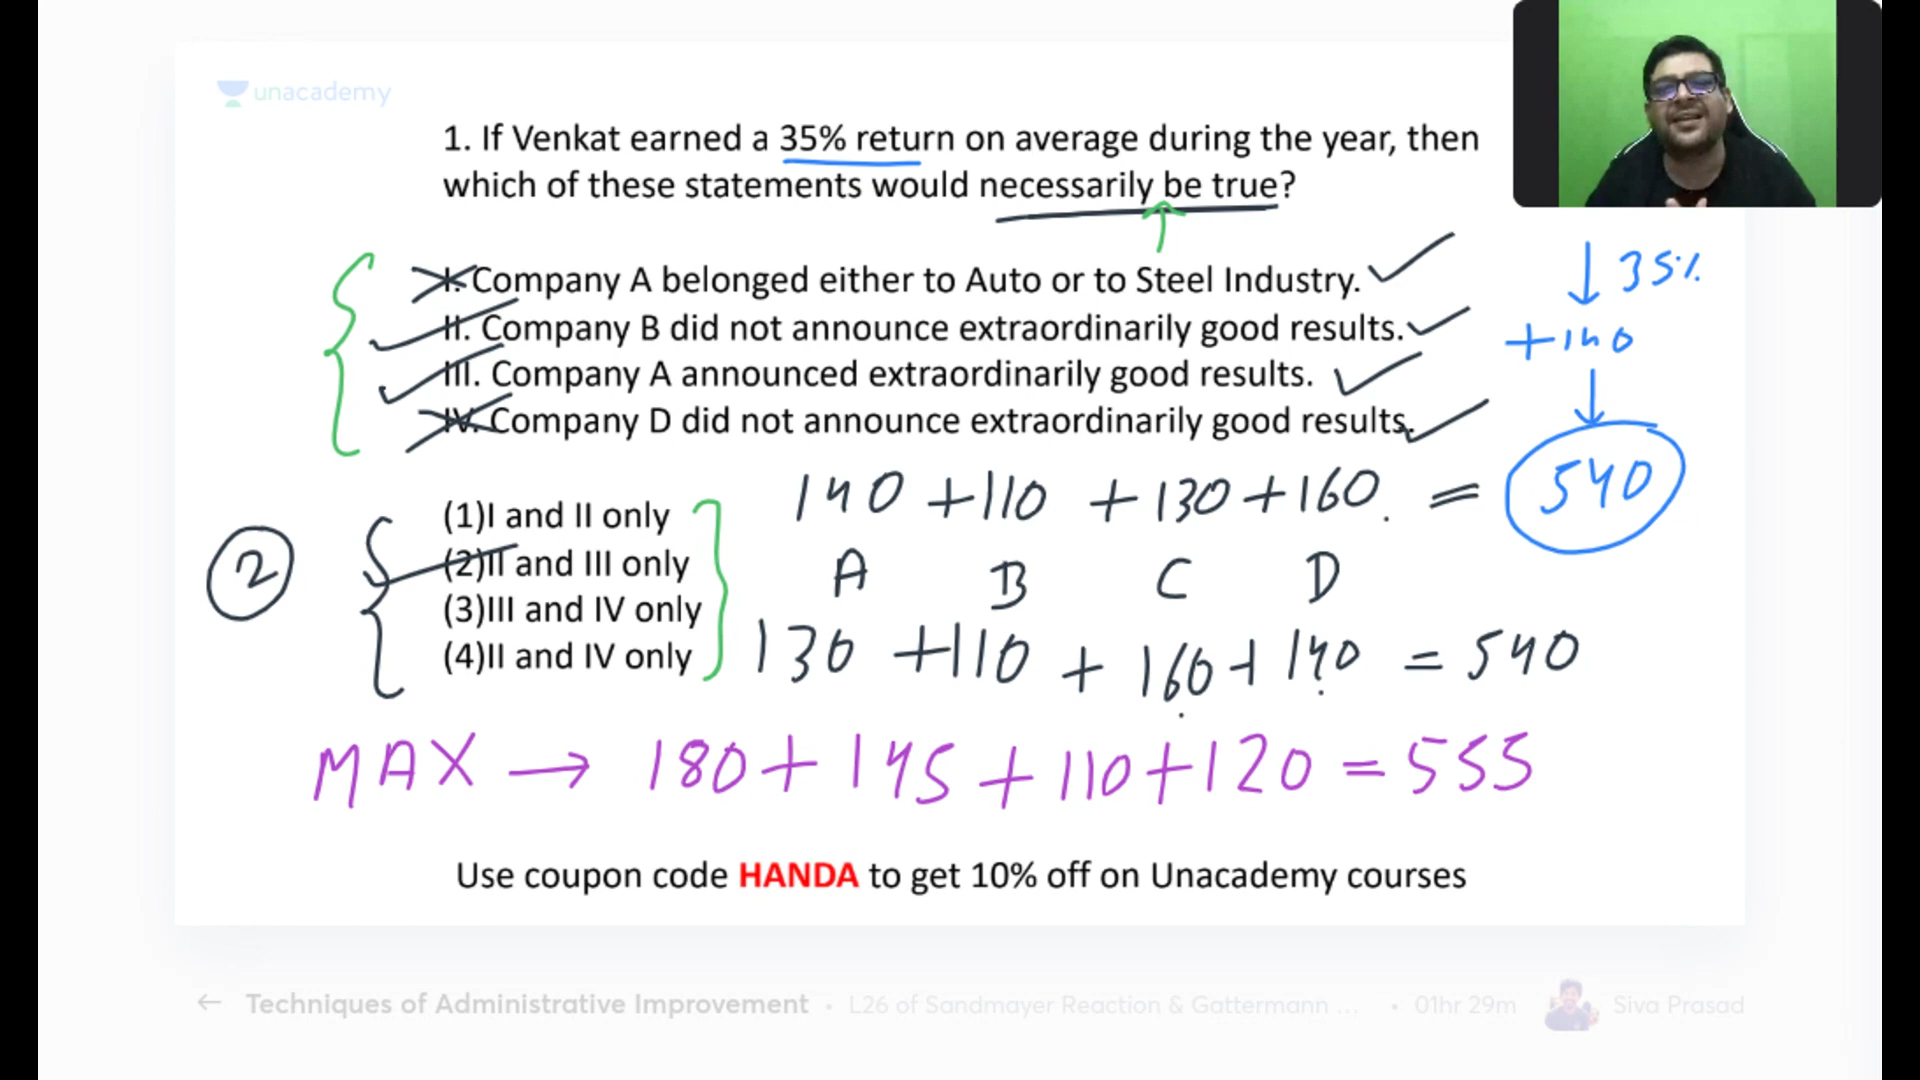 unacademy
1. If Venkat earned a 35% return on average during the year, then
which of these statements would necessarily be true?
I. Company A belonged either to Auto or to Steel Industry.
II. Company B did not announce extraordinarily good results.
III. Company A announced extraordinarily good results.
IV. Company D did not announce extraordinarily good results.
35%
+140
540
(1)I and II only
(2)II and III only
(3)III and IV only
(4)II and IV only
2
140 +110 +130+160 =
A B C D
130 +110 + 160 + 140 = 540
MAX → 180+ 145 + 110+120 = 555
Use coupon code HANDA to get 10% off on Unacademy courses
← Techniques of Administrative Improvement • L26 of Sandmayer Reaction & Gattermann ... • 01hr 29m Siva Prasad